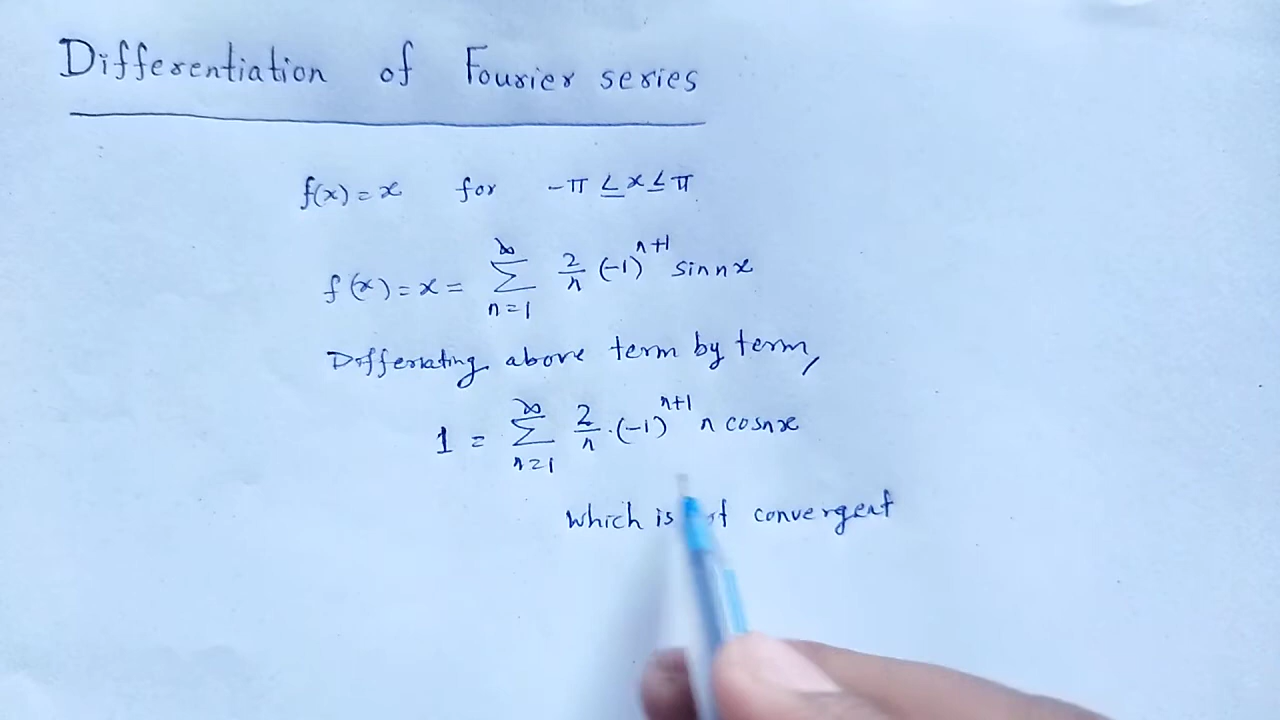 Differentiation of Fourier series
f(x) = x for -π ≤ x ≤ π
f(x) = x = ∑_{n=1}^{∞} 2/n (-1)^{n+1} sin nx
Differiating above term by term,
1 = ∑_{n=1}^{∞} 2/n · (-1)^{n+1} n cos nx
which is convergent